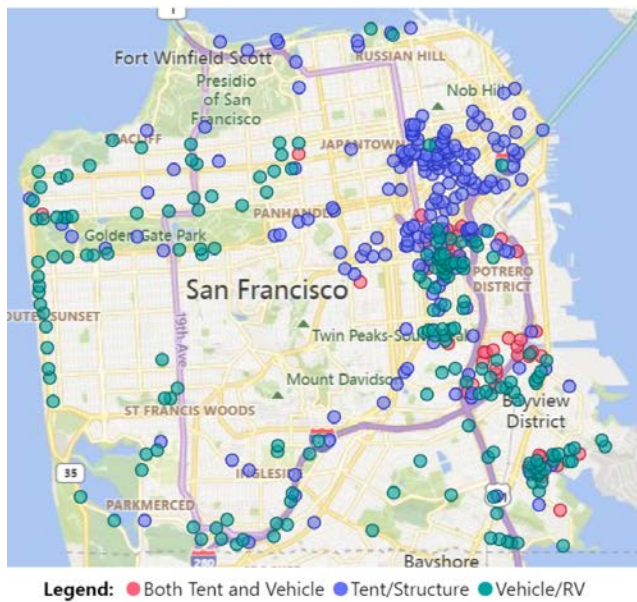 1
Fort Winfield Scott
RUSSIAN HILL
Presidio
of San
Francisco
Nob Hill
JAPANTOWN
PANHANDLE
Golden Gate Park
San Francisco
POTRERO
DISTRICT
19th Ave
Twin Peaks-Sou
Mount Davidson
Bayview
District
ST FRANCIS WOODS
35
INGLESIDE
PARKMERCED
280
Bayshore
Legend: Both Tent and Vehicle Tent/Structure Vehicle/RV